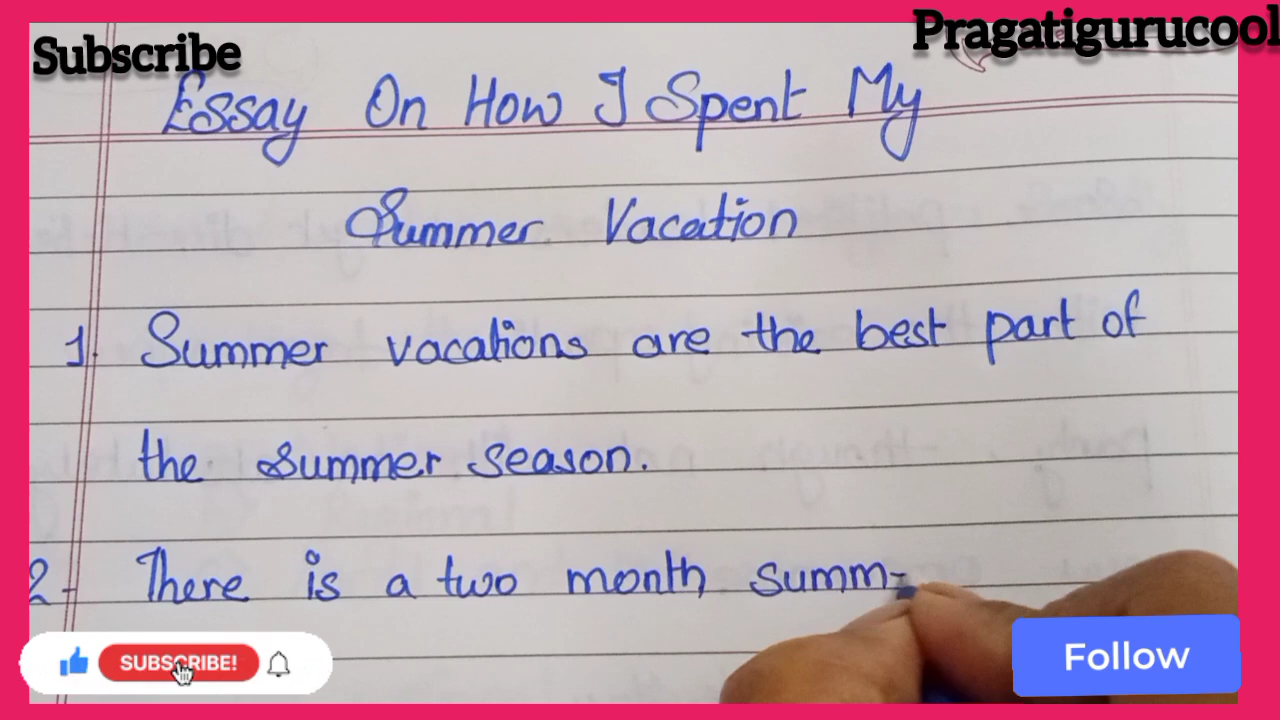 Subscribe
Pragatigurucool
Essay On How I Spent My
Summer Vacation
1. Summer vacations are the best part of
the summer season.
2- There is a two month summ-
SUBSCRIBE!
Follow